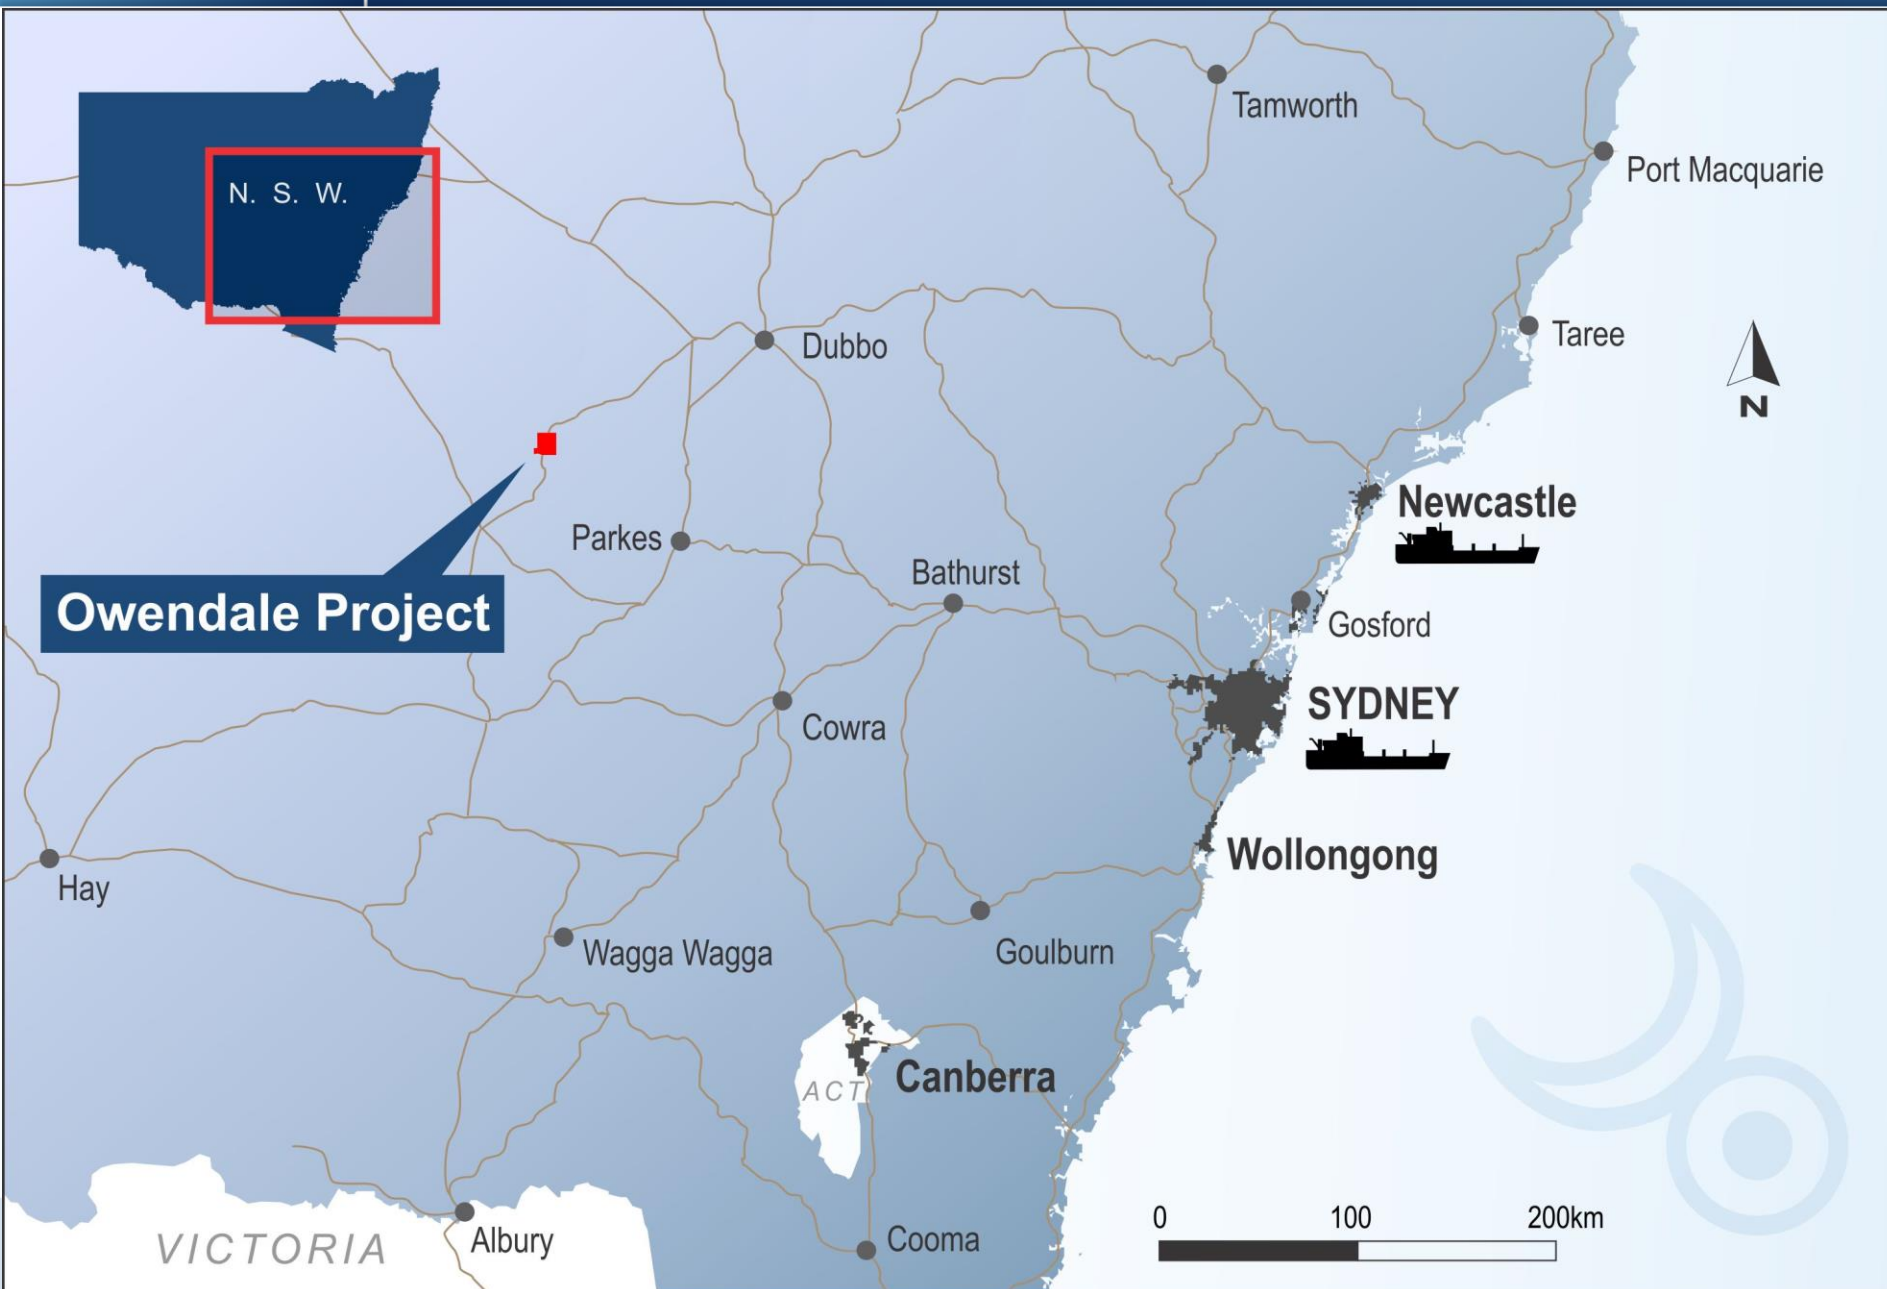 Tamworth
Port Macquarie
N. S. W.
Taree
Dubbo
N
Newcastle
Parkes
Bathurst
Owendale Project
Gosford
SYDNEY
Cowra
Wollongong
Hay
Wagga Wagga
Goulburn
Canberra
ACT
0 100 200km
VICTORIA
Albury
Cooma